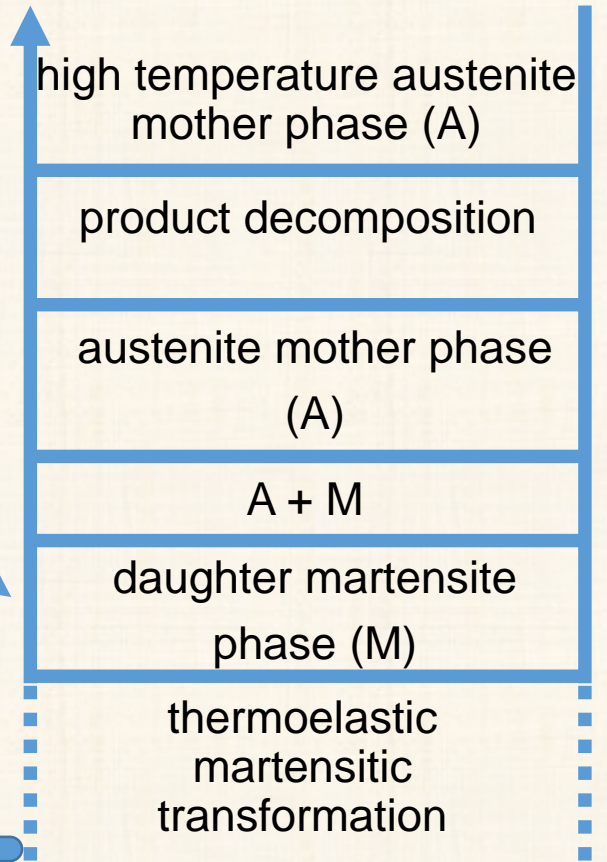 high temperature austenite
mother phase (A)
product decomposition
austenite mother phase
(A)
A + M
daughter martensite
phase (M)
thermoelastic
martensitic
transformation